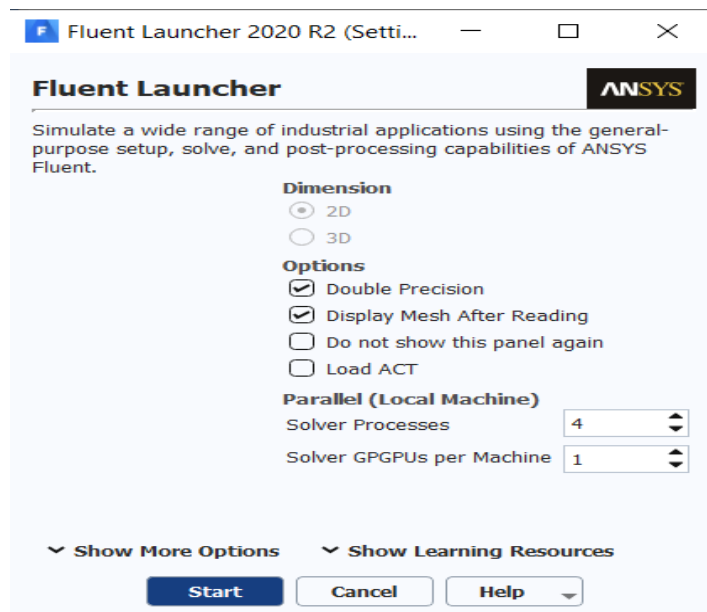 F Fluent Launcher 2020 R2 (Setti...
Fluent Launcher
ANSYS
Simulate a wide range of industrial applications using the general-
purpose setup, solve, and post-processing capabilities of ANSYS
Fluent.
Dimension
2D
3D
Options
Double Precision
Display Mesh After Reading
Do not show this panel again
Load ACT
Parallel (Local Machine)
Solver Processes 4
Solver GPGPUs per Machine 1
Show More Options Show Learning Resources
Start Cancel Help